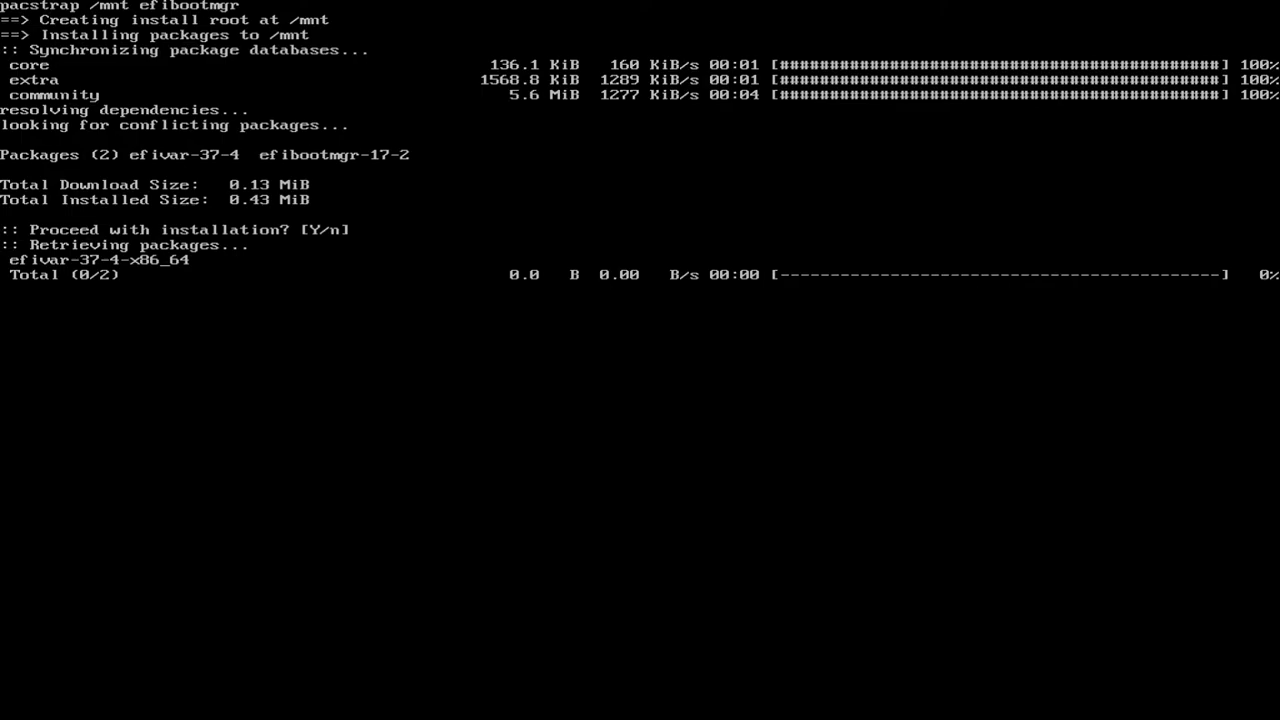 pacstrap /mnt efibootmgr
==> Creating install root at /mnt
==> Installing packages to /mnt
:: Synchronizing package databases...
core 136.1 KiB 160 KiB/s 00:01 [############################################] 100%
extra 1568.8 KiB 1289 KiB/s 00:01 [############################################] 100%
community 5.6 MiB 1277 KiB/s 00:04 [############################################] 100%
resolving dependencies...
looking for conflicting packages...
Packages (2) efivar-37-4 efibootmgr-17-2
Total Download Size: 0.13 MiB
Total Installed Size: 0.43 MiB
:: Proceed with installation? [Y/n]
:: Retrieving packages...
efivar-37-4-x86_64
Total (0/2) 0.0 B 0.00 B/s 00:00 [--------------------------------------------] 0%